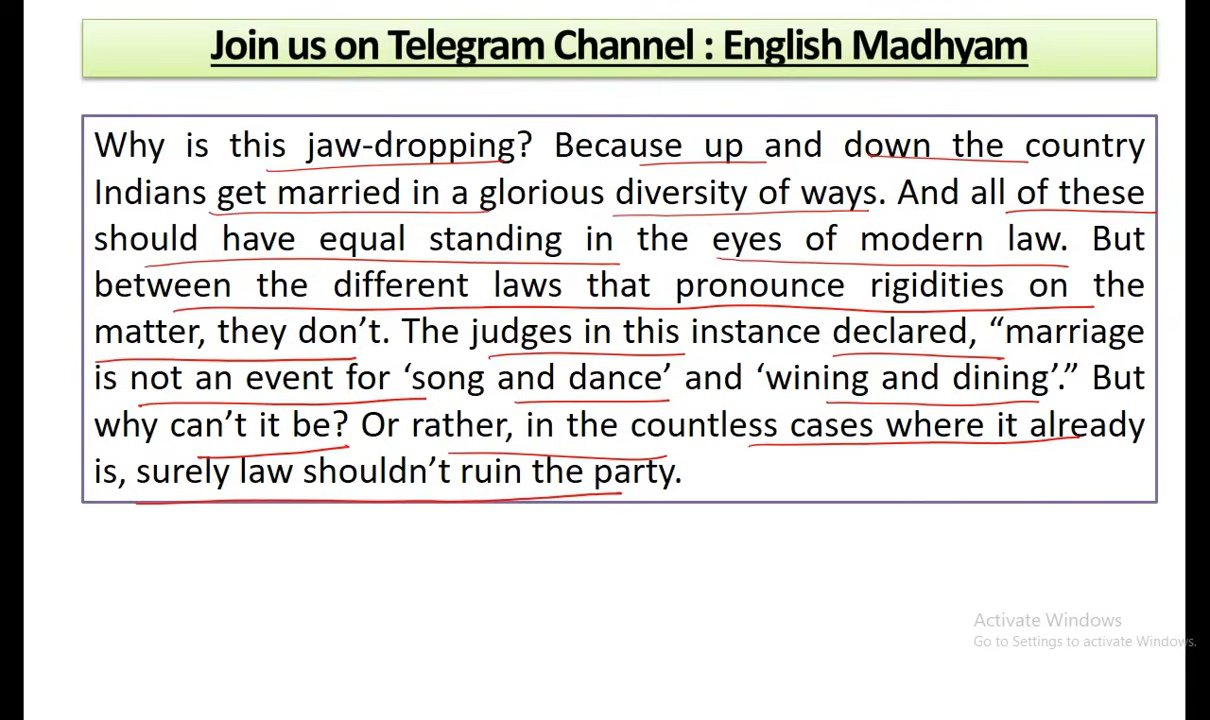 Join us on Telegram Channel : English Madhyam
Why is this jaw-dropping? Because up and down the country
Indians get married in a glorious diversity of ways. And all of these
should have equal standing in the eyes of modern law. But
between the different laws that pronounce rigidities on the
matter, they don’t. The judges in this instance declared, “marriage
is not an event for ‘song and dance’ and ‘wining and dining’.” But
why can’t it be? Or rather, in the countless cases where it already
is, surely law shouldn’t ruin the party.
Activate Windows
Go to Settings to activate Windows.